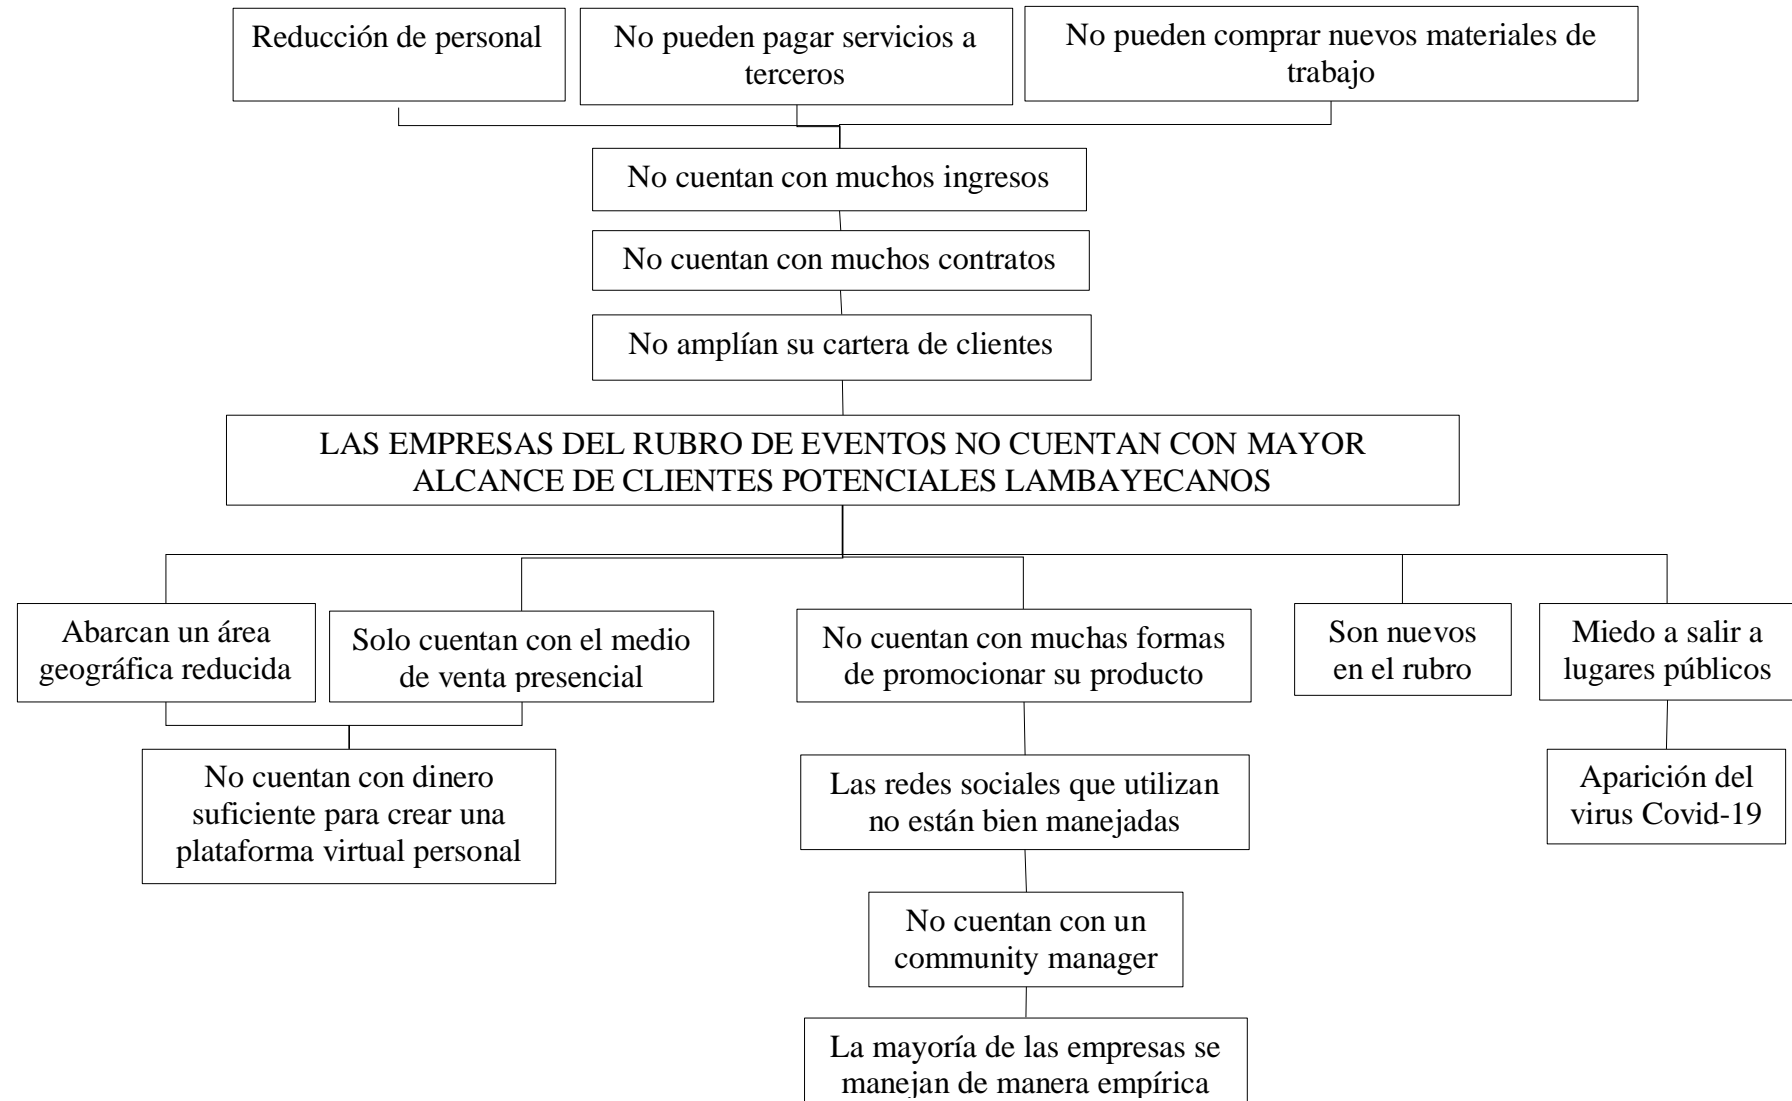 Reducción de personal
No pueden pagar servicios a
terceros
No pueden comprar nuevos materiales de
trabajo
No cuentan con muchos ingresos
No cuentan con muchos contratos
No amplían su cartera de clientes
LAS EMPRESAS DEL RUBRO DE EVENTOS NO CUENTAN CON MAYOR
ALCANCE DE CLIENTES POTENCIALES LAMBAYECANOS
Abarcan un área
geográfica reducida
Solo cuentan con el medio
de venta presencial
No cuentan con muchas formas
de promocionar su producto
Son nuevos
en el rubro
Miedo a salir a
lugares públicos
No cuentan con dinero
suficiente para crear una
plataforma virtual personal
Las redes sociales que utilizan
no están bien manejadas
Aparición del
virus Covid-19
No cuentan con un
community manager
La mayoría de las empresas se
manejan de manera empírica